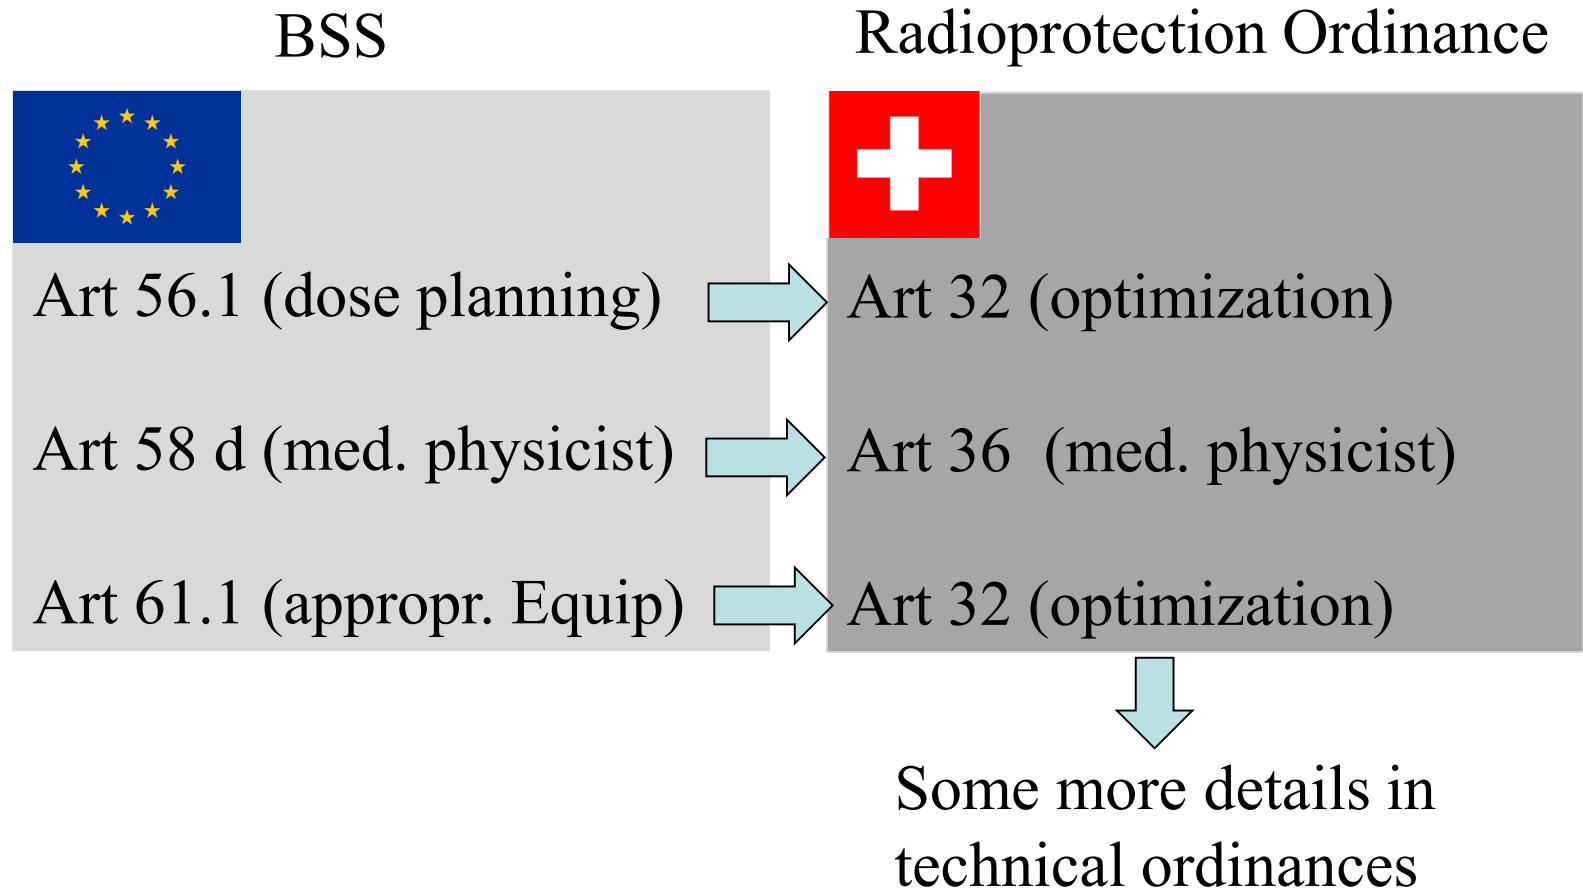 BSS
Radioprotection Ordinance
Art 56.1 (dose planning)
Art 32 (optimization)
Art 58 d (med. physicist)
Art 36 (med. physicist)
Art 61.1 (appropr. Equip)
Art 32 (optimization)
Some more details in
technical ordinances